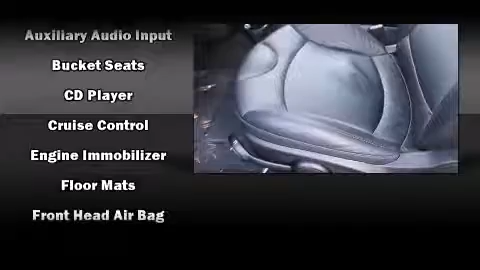 Auxiliary Audio Input
Bucket Seats
CD Player
Cruise Control
Engine Immobilizer
Floor Mats
Front Head Air Bag